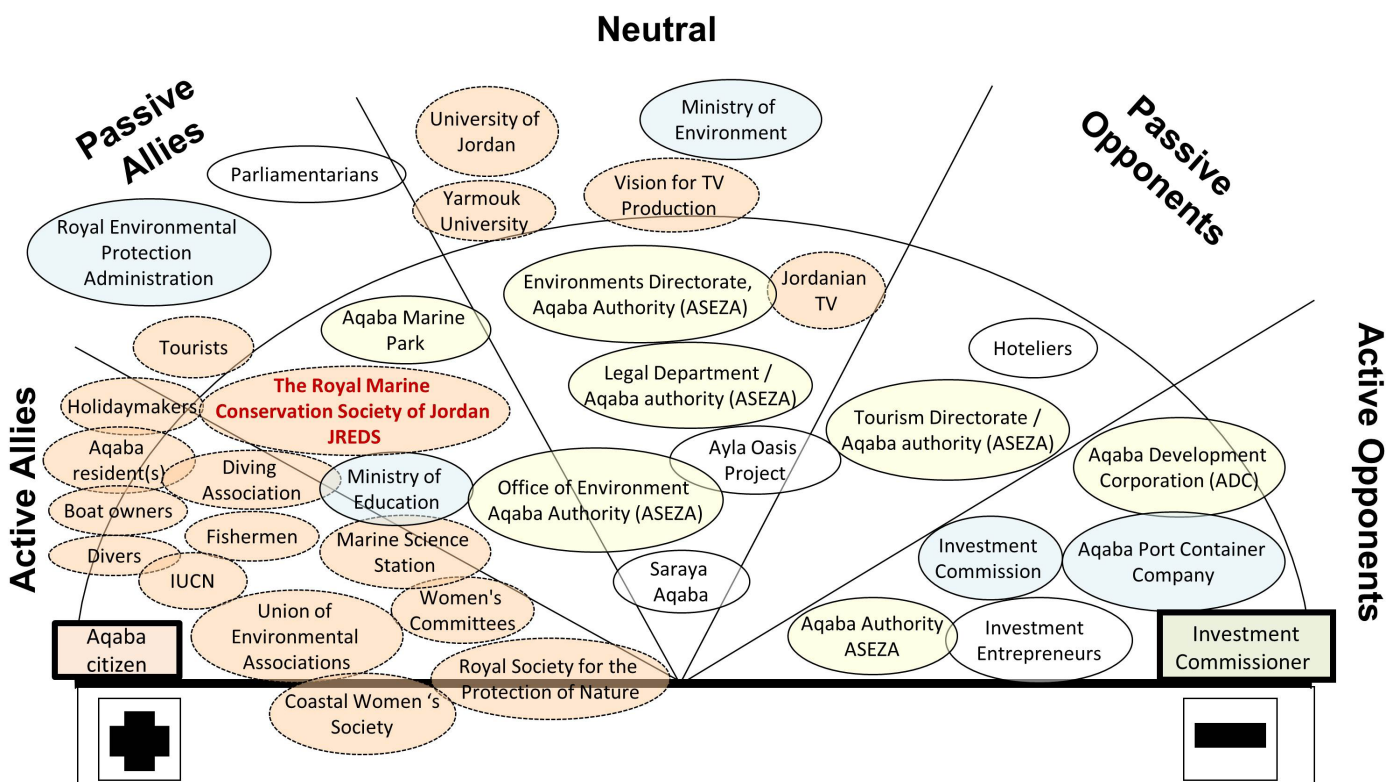 Neutral
Passive
Allies
Passive
Opponents
Active Allies
Active Opponents
University of
Jordan
Ministry of
Environment
Parliamentarians
Yarmouk
University
Vision for TV
Production
Royal Environmental
Protection
Administration
Environments Directorate,
Aqaba Authority (ASEZA)
Jordanian
TV
Aqaba Marine
Park
Tourists
Hoteliers
The Royal Marine
Conservation Society of Jordan
JREDS
Legal Department /
Aqaba authority (ASEZA)
Holidaymakers
Tourism Directorate /
Aqaba authority (ASEZA)
Aqaba
resident(s)
Diving
Association
Ministry of
Education
Ayla Oasis
Project
Aqaba Development
Corporation (ADC)
Office of Environment
Aqaba Authority (ASEZA)
Boat owners
Fishermen
Marine Science
Station
Divers
IUCN
Saraya
Aqaba
Investment
Commission
Aqaba Port Container
Company
Women's
Committees
Union of
Environmental
Associations
Aqaba
citizen
Aqaba Authority
ASEZA
Investment
Entrepreneurs
Investment
Commissioner
Royal Society for the
Protection of Nature
Coastal Women ‘s
Society